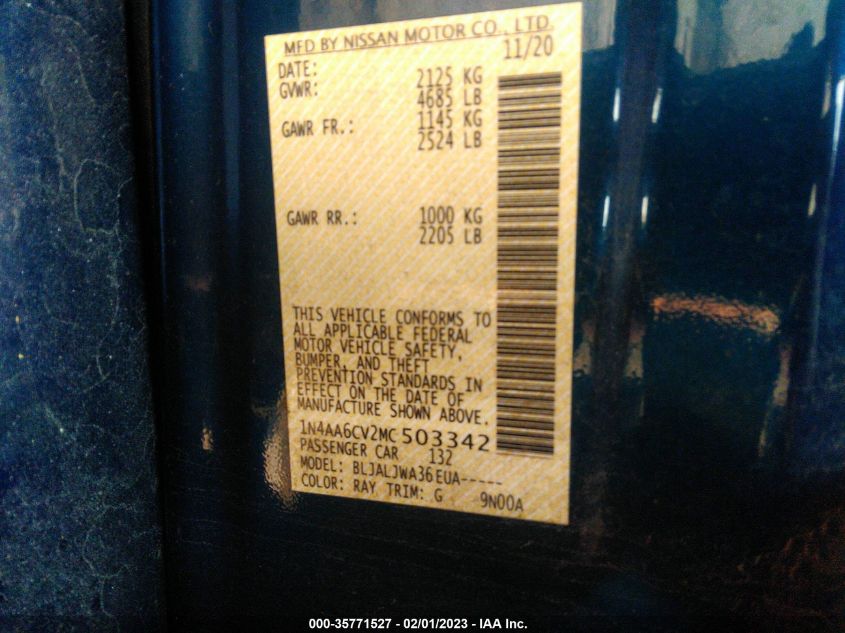 MFD BY NISSAN MOTOR CO., LTD.
DATE: 11/20
GVWR: 2125 KG
4685 LB
GAWR FR.: 1145 KG
2524 LB
GAWR RR.: 1000 KG
2205 LB
THIS VEHICLE CONFORMS TO
ALL APPLICABLE FEDERAL
MOTOR VEHICLE SAFETY,
BUMPER, AND THEFT
PREVENTION STANDARDS IN
EFFECT ON THE DATE OF
MANUFACTURE SHOWN ABOVE.
1N4AA6CV2MC503342
PASSENGER CAR 132
MODEL: BLJALJWA36EUA-----
COLOR: RAY TRIM: G 9N00A
000-35771527 - 02/01/2023 - IAA Inc.